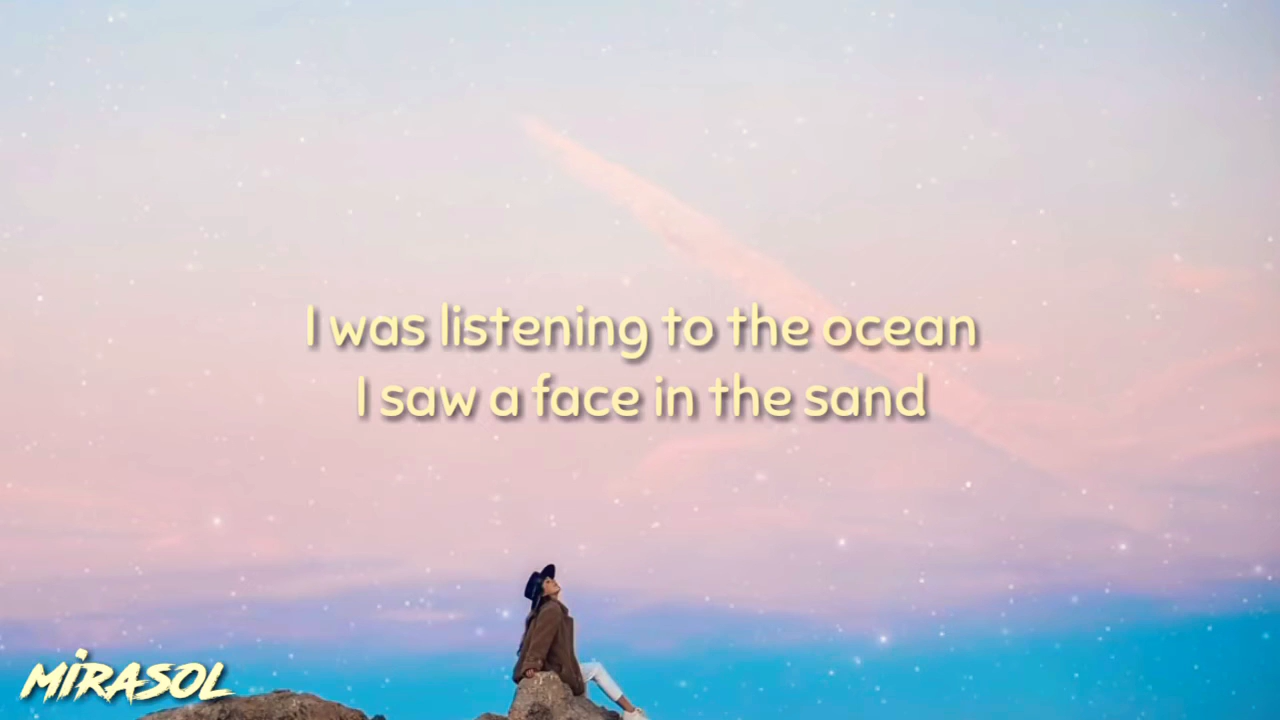 I was listening to the ocean
I saw a face in the sand
MIRASOL